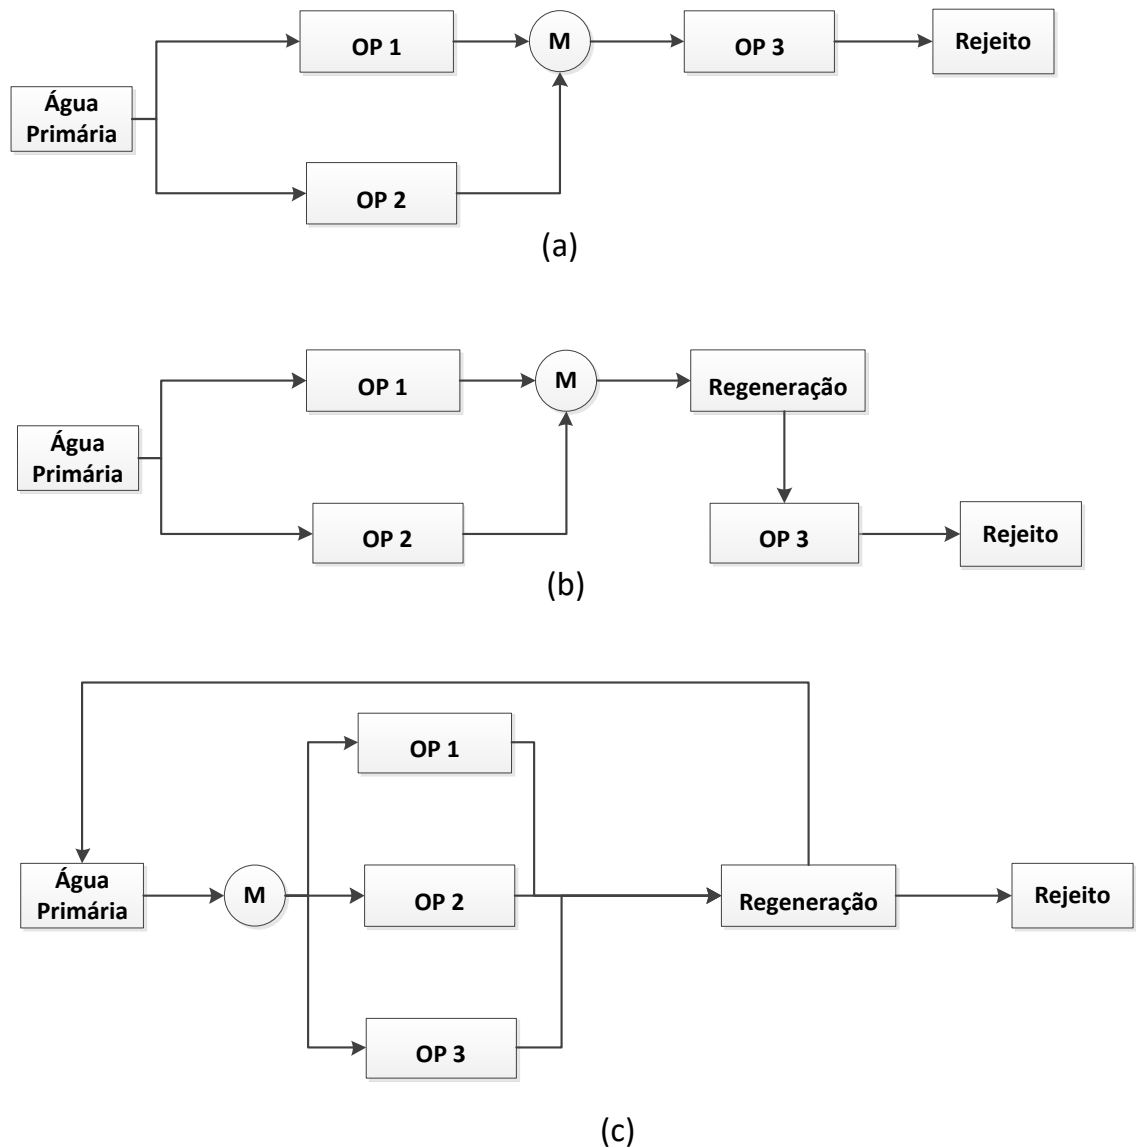 OP 1
M
OP 3
Rejeito
Água
Primária
OP 2
(a)
OP 1
M
Regeneração
Água
Primária
OP 2
OP 3
Rejeito
(b)
OP 1
Água
Primária
M
OP 2
Regeneração
Rejeito
OP 3
(c)